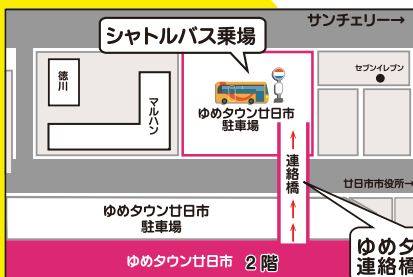 サンチェリー→
シャトルバス乗場
徳川
マルハン
セブンイレブン
ゆめタウン廿日市
駐車場
連絡橋
廿日市市役所→
ゆめタウン廿日市
駐車場
ゆめタ
連絡橋
ゆめタウン廿日市 2階